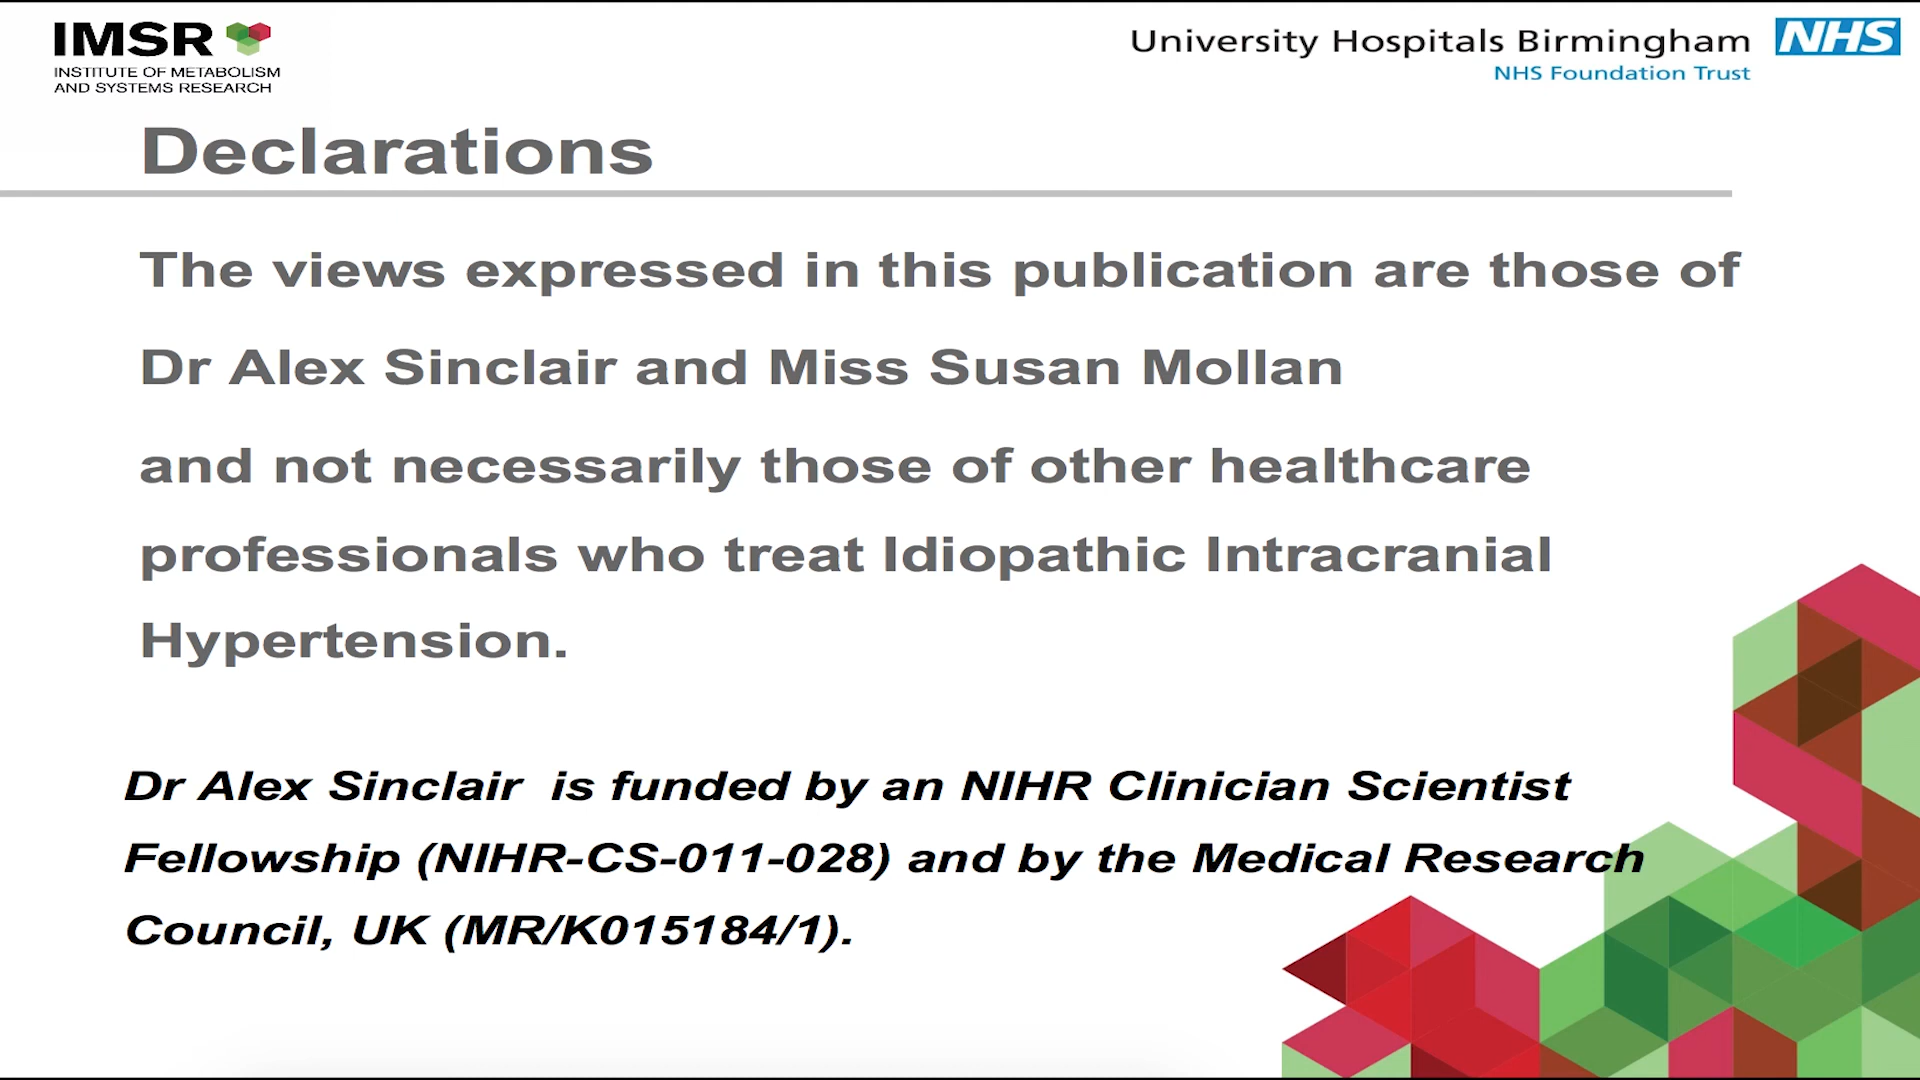 IMSR
INSTITUTE OF METABOLISM
AND SYSTEMS RESEARCH
University Hospitals Birmingham NHS
NHS Foundation Trust
Declarations
The views expressed in this publication are those of
Dr Alex Sinclair and Miss Susan Mollan
and not necessarily those of other healthcare
professionals who treat Idiopathic Intracranial
Hypertension.
Dr Alex Sinclair is funded by an NIHR Clinician Scientist
Fellowship (NIHR-CS-011-028) and by the Medical Research
Council, UK (MR/K015184/1).